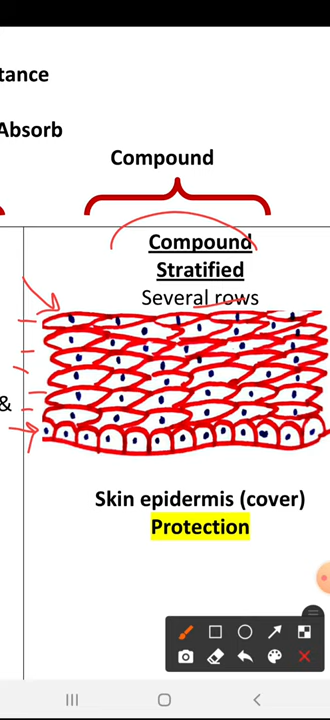 tance
Absorb
Compound
Compound
Stratified
Several rows
&
Skin epidermis (cover)
Protection